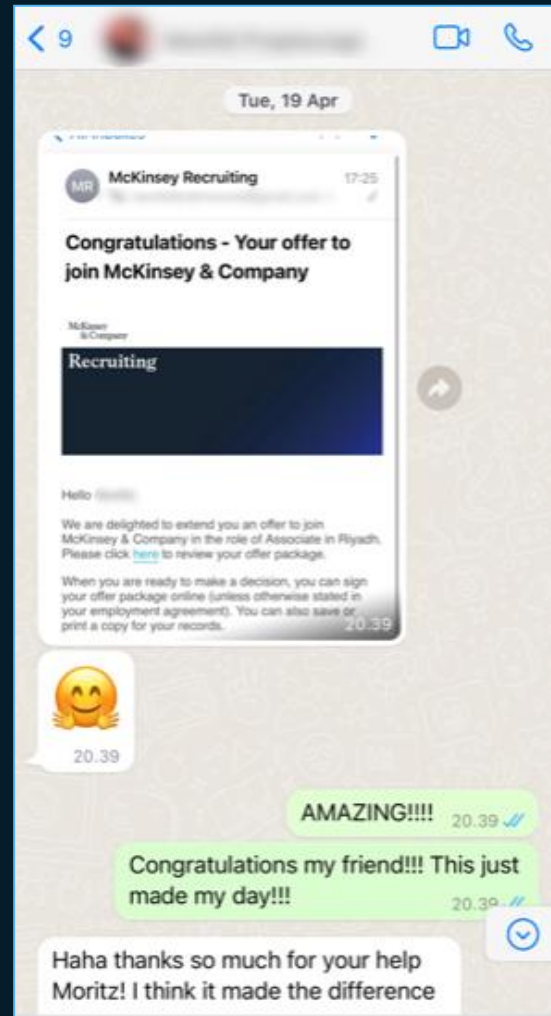 9
Tue, 19 Apr
MR
McKinsey Recruiting
17:25
Congratulations - Your offer to
join McKinsey & Company
McKinsey
& Company
Recruiting
Hello
We are delighted to extend you an offer to join
McKinsey & Company in the role of Associate in Riyadh.
Please click here to review your offer package.
When you are ready to make a decision, you can sign
your offer package online (unless otherwise stated in
your employment agreement). You can also save or
print a copy for your records.
20.39
20.39
AMAZING!!!! 20.39
Congratulations my friend!!! This just
made my day!!!
20.39
Haha thanks so much for your help
Moritz! I think it made the difference